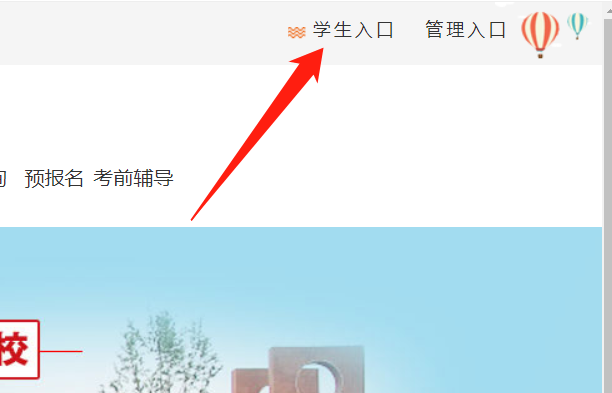 学生入口 管理入口
预报名 考前辅导
校